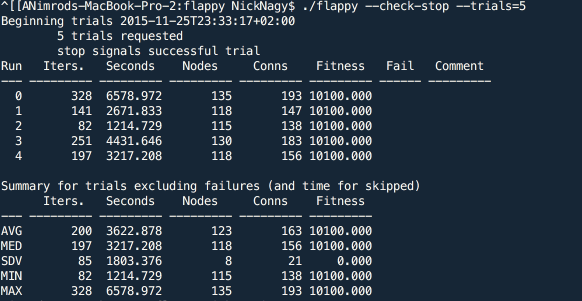 ^[[ANimrods-MacBook-Pro-2:flappy NickNagy$ ./flappy --check-stop --trials=5
Beginning trials 2015-11-25T23:33:17+02:00
        5 trials requested
        stop signals successful trial
Run   Iters.   Seconds    Nodes     Conns    Fitness   Fail   Comment
--- --------- --------- --------- --------- --------- ------ ---------
  0       328  6578.972       135       193 10100.000
  1       141  2671.833       118       147 10100.000
  2        82  1214.729       115       138 10100.000
  3       251  4431.646       130       183 10100.000
  4       197  3217.208       118       156 10100.000
Summary for trials excluding failures (and time for skipped)
      Iters.   Seconds    Nodes     Conns    Fitness
--- --------- --------- --------- --------- ---------
AVG       200  3622.878       123       163 10100.000
MED       197  3217.208       118       156 10100.000
SDV        85  1803.376         8        21     0.000
MIN        82  1214.729       115       138 10100.000
MAX       328  6578.972       135       193 10100.000